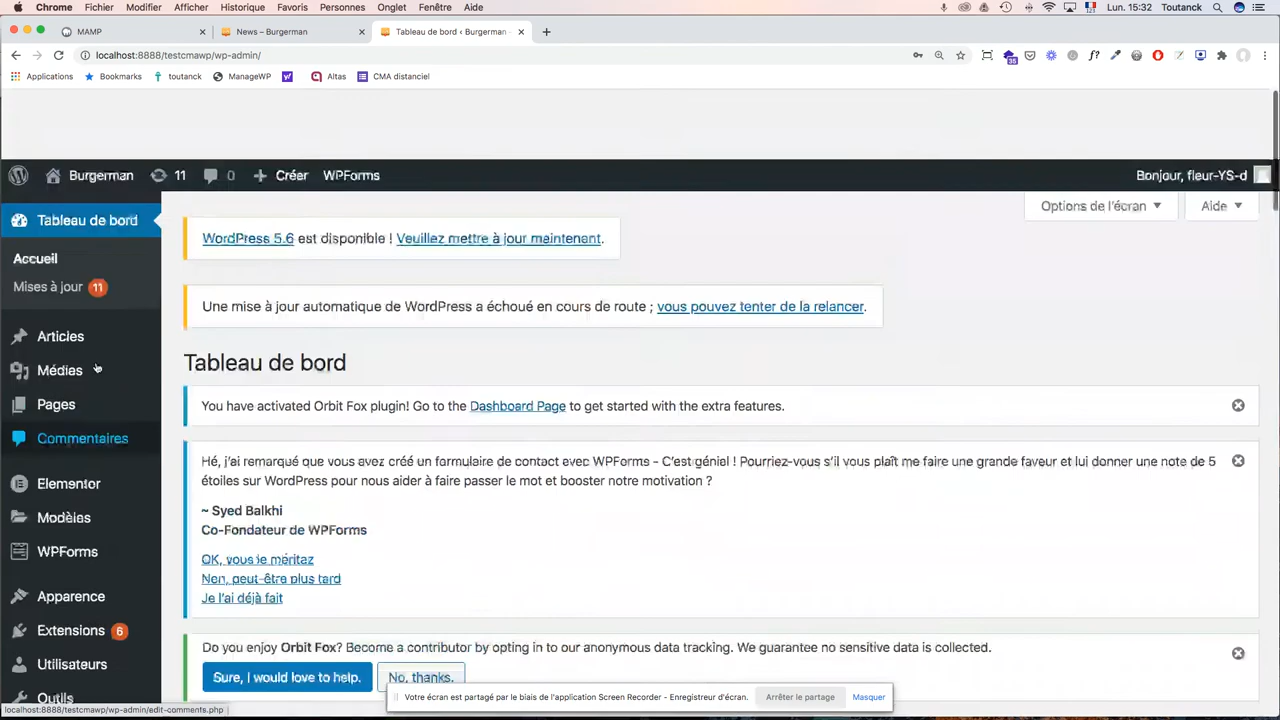 Chrome Fichier Modifier Afficher Historique Favoris Personnes Onglet Fenêtre Aide Lun. 15:32 Toutanck
MAMP News – Burgerman Tableau de bord ‹ Burgerman
localhost:8888/testcmawp/wp-admin/
Applications Bookmarks toutanck ManageWP Altas CMA distanciel
Burgerman 11 0 Créer WPForms Bonjour, fleur-YS-d
Options de l'écran Aide
Tableau de bord
Accueil
Mises à jour 11
Articles
Médias
Pages
Commentaires
Elementor
Modèles
WPForms
Apparence
Extensions 6
Utilisateurs
Outils
WordPress 5.6 est disponible ! Veuillez mettre à jour maintenant.
Une mise à jour automatique de WordPress a échoué en cours de route ; vous pouvez tenter de la relancer.
Tableau de bord
You have activated Orbit Fox plugin! Go to the Dashboard Page to get started with the extra features.
Hé, j'ai remarqué que vous avez créé un formulaire de contact avec WPForms – C'est génial ! Pourriez-vous s'il vous plaît me faire une grande faveur et lui donner une note de 5
étoiles sur WordPress pour nous aider à faire passer le mot et booster notre motivation ?
~ Syed Balkhi
Co-Fondateur de WPForms
OK, vous le méritez
Non, peut-être plus tard
Je l'ai déjà fait
Do you enjoy Orbit Fox? Become a contributor by opting in to our anonymous data tracking. We guarantee no sensitive data is collected.
Sure, I would love to help. No, thanks.
Votre écran est partagé par le biais de l'application Screen Recorder - Enregistreur d'écran. Arrêter le partage Masquer
localhost:8888/testcmawp/wp-admin/edit-comments.php